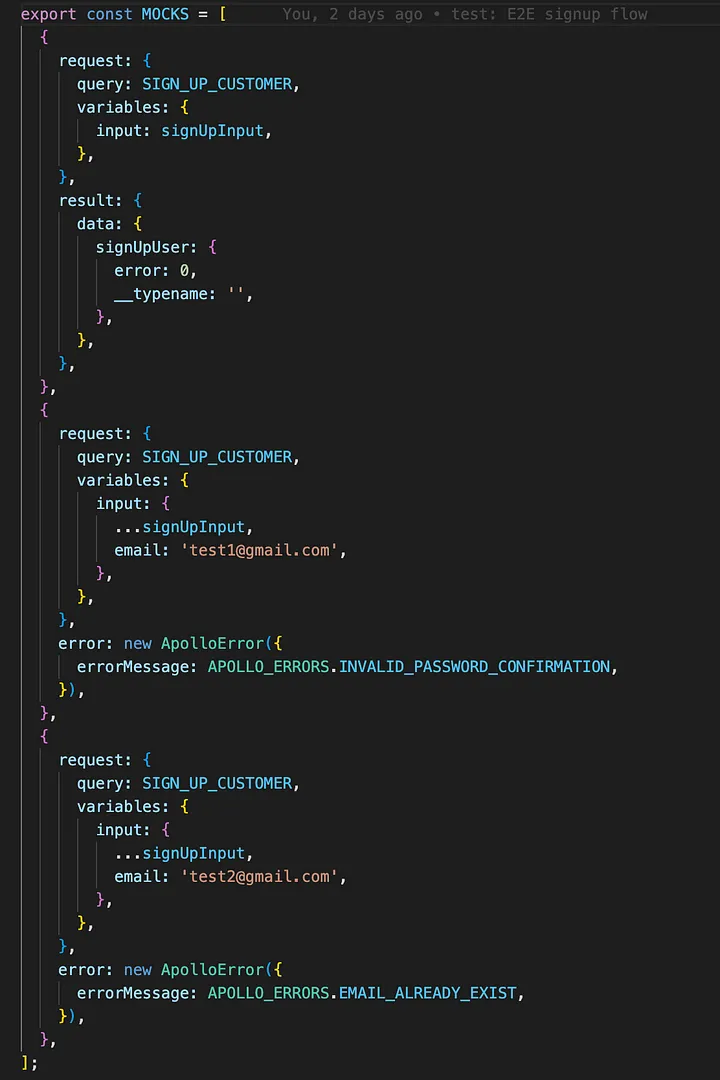 export const MOCKS = [ You, 2 days ago • test: E2E signup flow
{
request: {
query: SIGN_UP_CUSTOMER,
variables: {
input: signUpInput,
},
},
result: {
data: {
signUpUser: {
error: 0,
__typename: '',
},
},
},
},
{
request: {
query: SIGN_UP_CUSTOMER,
variables: {
input: {
...signUpInput,
email: 'test1@gmail.com',
},
},
},
error: new ApolloError({
errorMessage: APOLLO_ERRORS.INVALID_PASSWORD_CONFIRMATION,
}),
},
{
request: {
query: SIGN_UP_CUSTOMER,
variables: {
input: {
...signUpInput,
email: 'test2@gmail.com',
},
},
},
error: new ApolloError({
errorMessage: APOLLO_ERRORS.EMAIL_ALREADY_EXIST,
}),
},
];